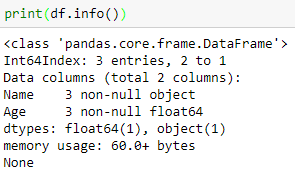 print(df.info())
<class 'pandas.core.frame.DataFrame'>
Int64Index: 3 entries, 2 to 1
Data columns (total 2 columns):
Name    3 non-null object
Age     3 non-null float64
dtypes: float64(1), object(1)
memory usage: 60.0+ bytes
None